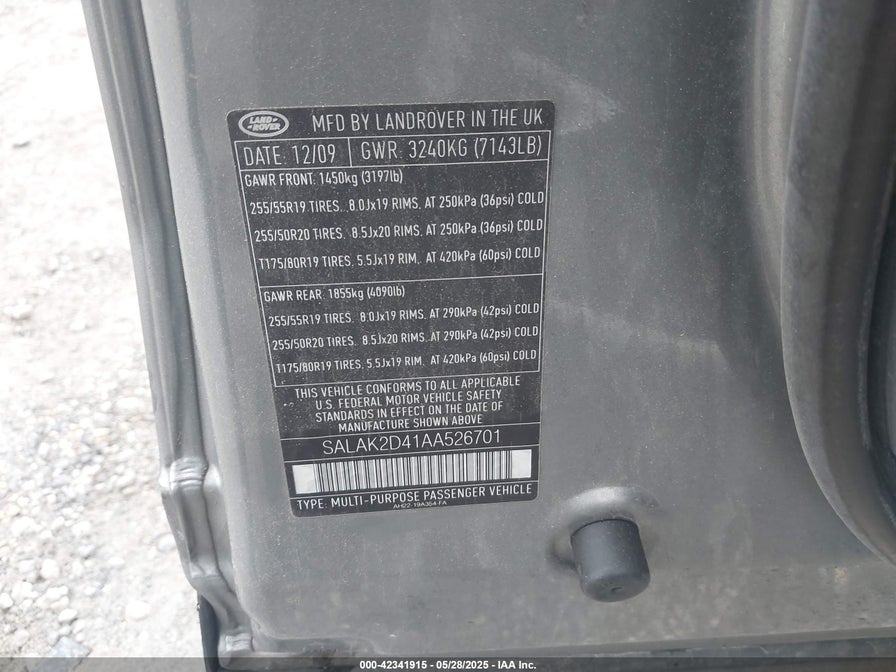 LAND ROVER
MFD BY LANDROVER IN THE UK
DATE: 12/09 GWR: 3240KG (7143LB)
GAWR FRONT: 1450kg (3197lb)
255/55R19 TIRES. 8.0Jx19 RIMS. AT 250kPa (36psi) COLD
255/50R20 TIRES. 8.5Jx20 RIMS. AT 250kPa (36psi) COLD
T175/80R19 TIRES. 5.5Jx19 RIM. AT 420kPa (60psi) COLD
GAWR REAR: 1855kg (4090lb)
255/55R19 TIRES. 8.0Jx19 RIMS. AT 290kPa (42psi) COLD
255/50R20 TIRES. 8.5Jx20 RIMS. AT 290kPa (42psi) COLD
T175/80R19 TIRES. 5.5Jx19 RIM. AT 420kPa (60psi) COLD
THIS VEHICLE CONFORMS TO ALL APPLICABLE
U.S. FEDERAL MOTOR VEHICLE SAFETY
STANDARDS IN EFFECT ON THE DATE OF
MANUFACTURE SHOWN ABOVE
SALAK2D41AA526701
TYPE: MULTI-PURPOSE PASSENGER VEHICLE
AH22-19A364-FA
000-42341915 - 05/28/2025 - IAA Inc.